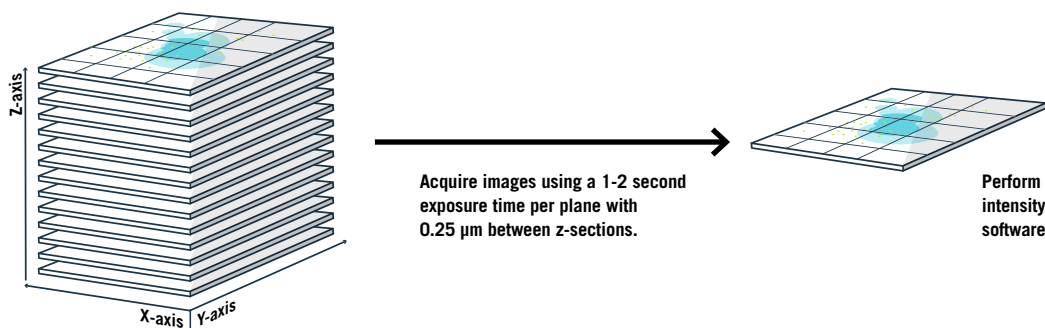 Z-axis
X-axis
Y-axis
Acquire images using a 1-2 second
exposure time per plane with
0.25 µm between z-sections.
Perform
intensity
software